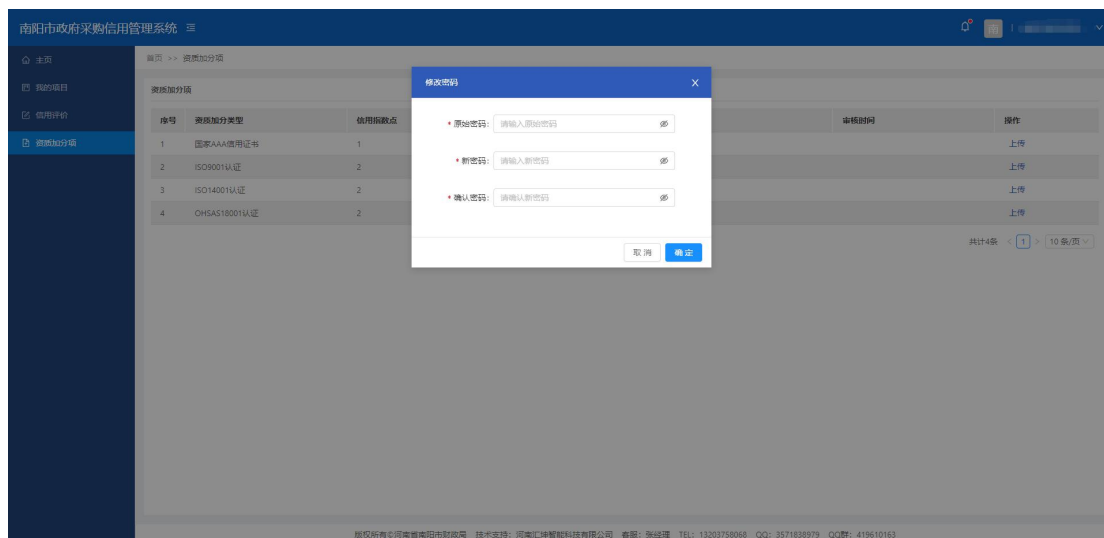 南阳市政府采购信用管理系统
南
主页
我的项目
信用评价
资质加分项
首页 >> 资质加分项
资质加分项
序号 资质加分类型 信用指数点 审核时间 操作
1 国家AAA信用证书 1 上传
2 ISO9001认证 2 上传
3 ISO14001认证 2 上传
4 OHSAS18001认证 2 上传
共计4条 < 1 > 10 条/页
修改密码 X
* 原始密码: 请输入原始密码
* 新密码: 请输入新密码
* 确认密码: 请确认新密码
取 消 确 定
版权所有©河南省南阳市财政局 技术支持：河南汇坤智能科技有限公司 客服：张经理 TEL：13203758068 QQ：3571838979 QQ群：419610163